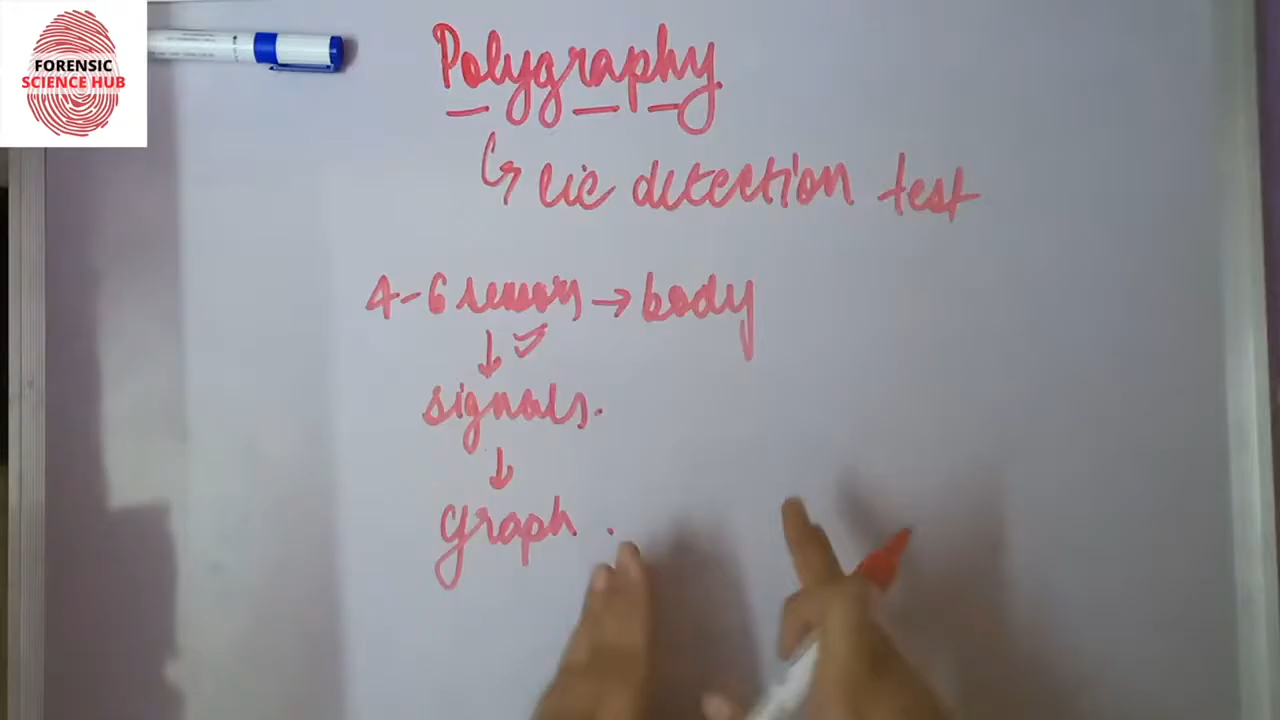 FORENSIC
SCIENCE HUB
Polygraphy
↳ lie detection test
4-6 sensors → body
↓
signals.
↓
graph.